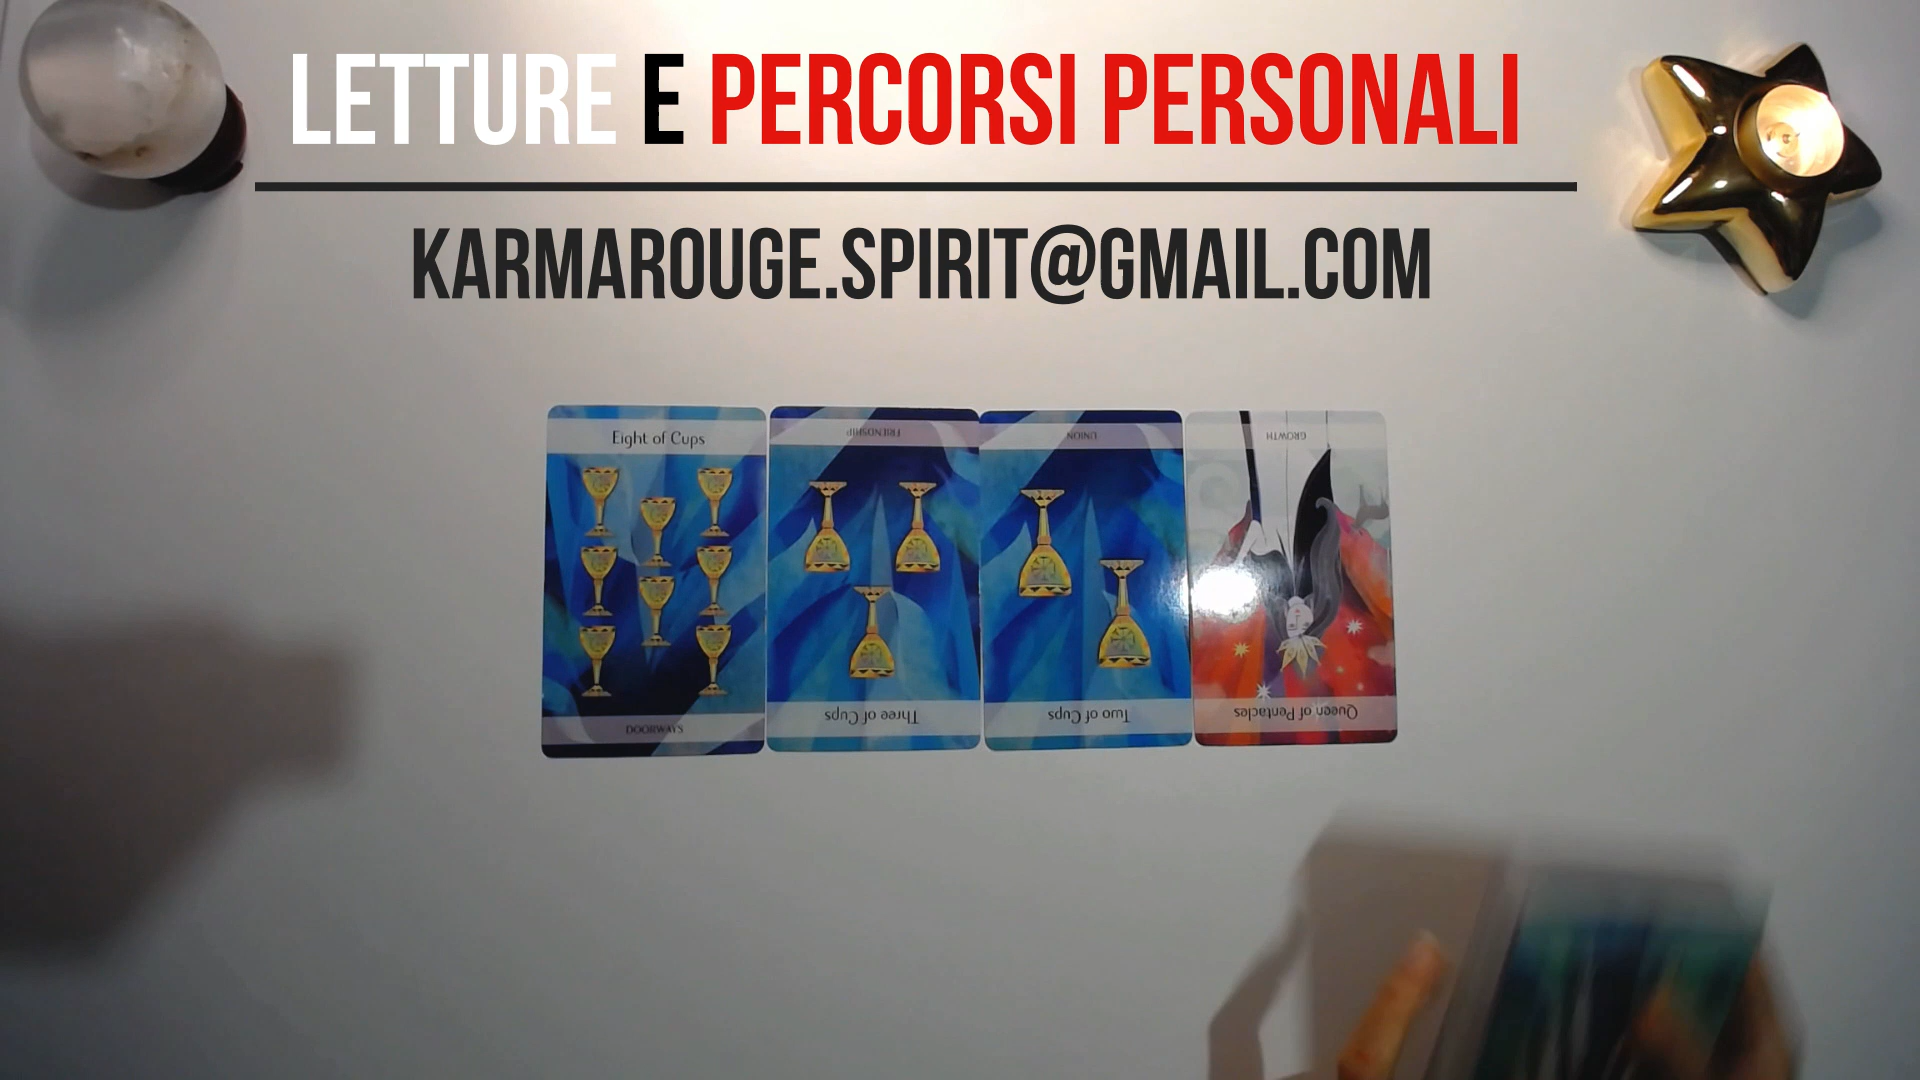 LETTURE E PERCORSI PERSONALI
KARMAROUGE.SPIRIT@GMAIL.COM
Eight of Cups
DOORWAYS
FRIENDSHIP
Three of Cups
UNION
Two of Cups
GROWTH
Queen of Pentacles